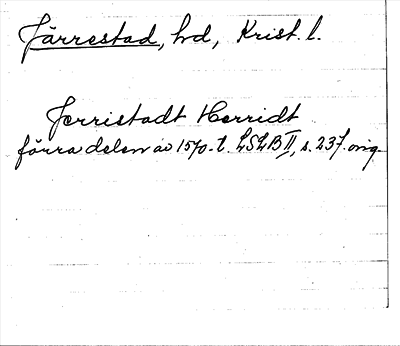 Järrestad, hd, Krist. l.
Jerristadt Herridt
förra delen av 1570-t. LSLB II, s. 237. orig.